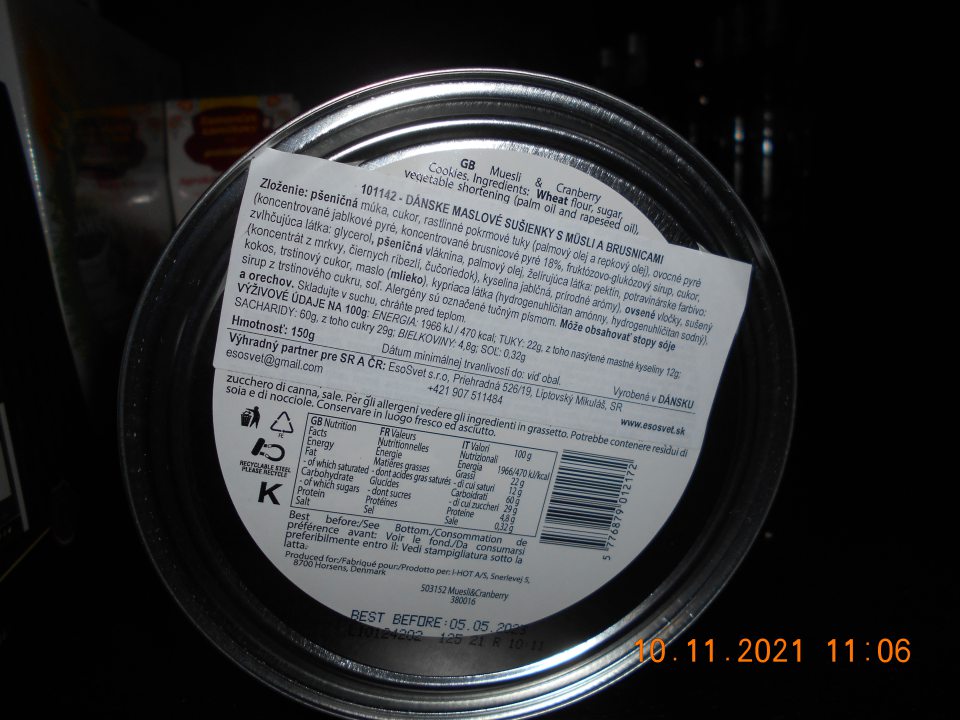 GB Muesli & Cranberry
Cookies. Ingredients: Wheat flour, sugar,
vegetable shortening (palm oil and rapeseed oil),
101142 - DÁNSKE MASLOVÉ SUŠIENKY S MÜSLI A BRUSNICAMI
Zloženie: pšeničná múka, cukor, rastlinné pokrmové tuky (palmový olej a repkový olej), ovocné pyré
(koncentrované jablkové pyré, koncentrované brusnicové pyré 18%, fruktózovo-glukózový sirup, cukor,
zvlhčujúca látka: glycerol, pšeničná vláknina, palmový olej, želírujúca látka: pektín, potravinárske farbivo:
(koncentrát z mrkvy, čiernych ríbezlí, čučoriedok), kyselina jablčná, prírodné arómy), ovsené vločky, sušený
kokos, trstinový cukor, maslo (mlieko), kypriaca látka (hydrogenuhličitan amónny, hydrogenuhličitan sodný),
sirup z trstinového cukru, soľ. Alergény sú označené tučným písmom. Môže obsahovať stopy sóje
a orechov. Skladujte v suchu, chráňte pred teplom.
VÝŽIVOVÉ ÚDAJE NA 100g: ENERGIA: 1966 kJ / 470 kcal; TUKY: 22g, z toho nasýtené mastné kyseliny 12g;
SACHARIDY: 60g, z toho cukry 29g; BIELKOVINY: 4,8g; SOĽ: 0,32g
Hmotnosť: 150g
Dátum minimálnej trvanlivosti do: viď obal.
Vyrobené v DÁNSKU
Výhradný partner pre SR A ČR: EsoSvet s.r.o, Priehradná 526/19, Liptovský Mikuláš, SR
esosvet@gmail.com
+421 907 511484
www.esosvet.sk
zucchero di canna, sale. Per gli allergeni vedere gli ingredienti in grassetto. Potrebbe contenere residui di
soia e di nocciole. Conservare in luogo fresco ed asciutto.
FE
RECYCLABLE STEEL
PLEASE RECYCLE
K
GB Nutrition Facts FR Valeurs Nutritionnelles IT Valori Nutrizionali 100 g
Energy Energie Energia 1966/470 kJ/kcal
Fat Matières grasses Grassi 22 g
- of which saturated - dont acides gras saturés - di cui saturi 12 g
Carbohydrate Glucides Carboidrati 60 g
- of which sugars - dont sucres - di cui zuccheri 29 g
Protein Protéines Proteine 4,8 g
Salt Sel Sale 0,32 g
5 776879 012172
Best before:/See Bottom./Consommation de
préférence avant: Voir le fond./Da consumarsi
preferibilmente entro il: Vedi stampigliatura sotto la
latta.
Produced for:/Fabriqué pour:/Prodotto per: I-HOT A/S, Snerlevej 5,
8700 Horsens, Denmark
503152 Muesli&Cranberry
380016
BEST BEFORE:05.05.2023
125 21 R 10:11
10.11.2021 11:06